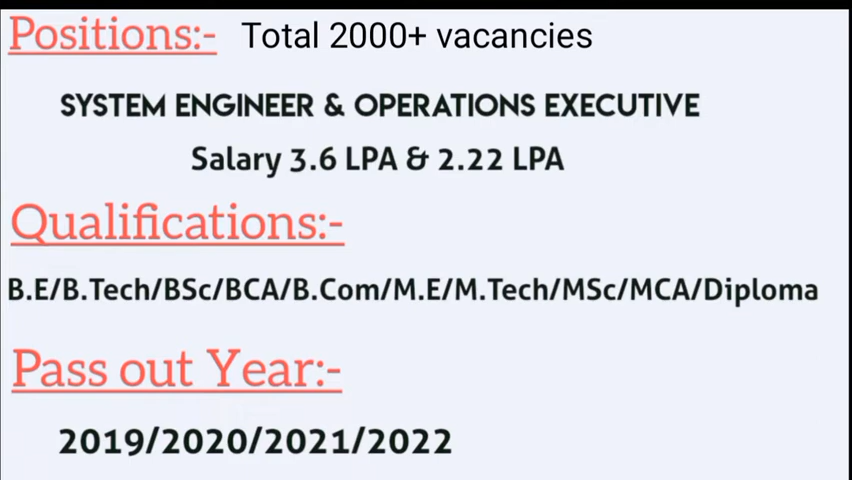 Positions:- Total 2000+ vacancies
SYSTEM ENGINEER & OPERATIONS EXECUTIVE
Salary 3.6 LPA & 2.22 LPA
Qualifications:-
B.E/B.Tech/BSc/BCA/B.Com/M.E/M.Tech/MSc/MCA/Diploma
Pass out Year:-
2019/2020/2021/2022